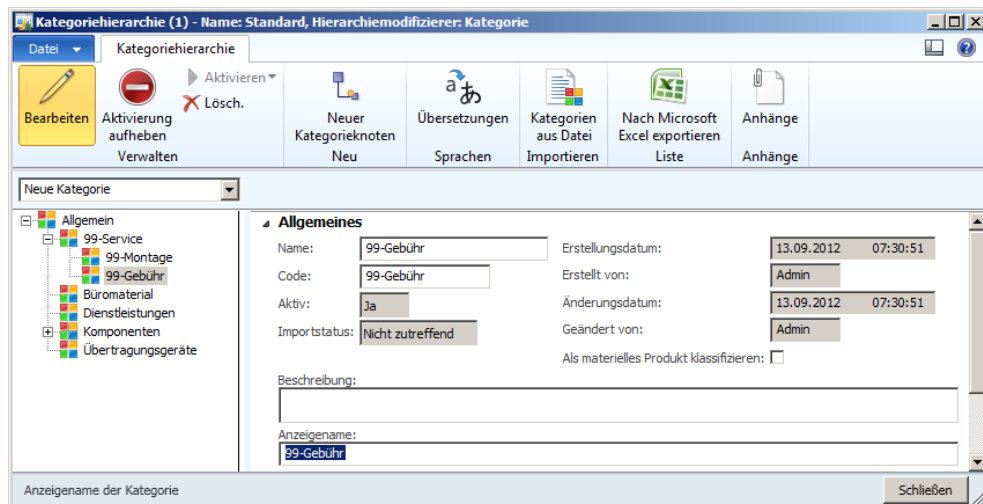 Kategoriehierarchie (1) - Name: Standard, Hierarchiemodifizierer: Kategorie
Datei Kategoriehierarchie
Bearbeiten
Aktivierung aufheben
Aktivieren
Lösch.
Verwalten
Neuer Kategorieknoten
Neu
Übersetzungen
Sprachen
Kategorien aus Datei
Importieren
Nach Microsoft Excel exportieren
Liste
Anhänge
Anhänge
Neue Kategorie
Allgemein
99-Service
99-Montage
99-Gebühr
Büromaterial
Dienstleistungen
Komponenten
Übertragungsgeräte
Allgemeines
Name: 99-Gebühr
Code: 99-Gebühr
Aktiv: Ja
Importstatus: Nicht zutreffend
Erstellungsdatum: 13.09.2012 07:30:51
Erstellt von: Admin
Änderungsdatum: 13.09.2012 07:30:51
Geändert von: Admin
Als materielles Produkt klassifizieren:
Beschreibung:
Anzeigename:
99-Gebühr
Anzeigename der Kategorie
Schließen